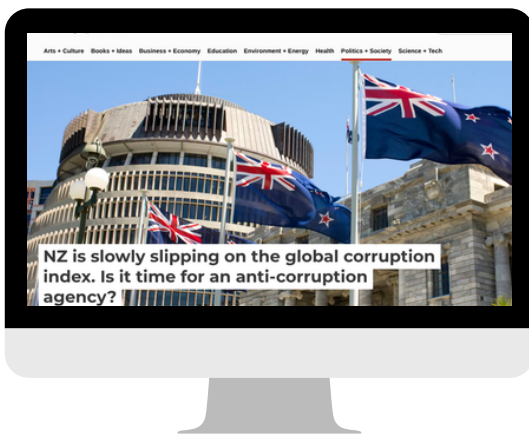 Arts + Culture Books + Ideas Business + Economy Education Environment + Energy Health Politics + Society Science + Tech
NZ is slowly slipping on the global corruption
index. Is it time for an anti-corruption
agency?